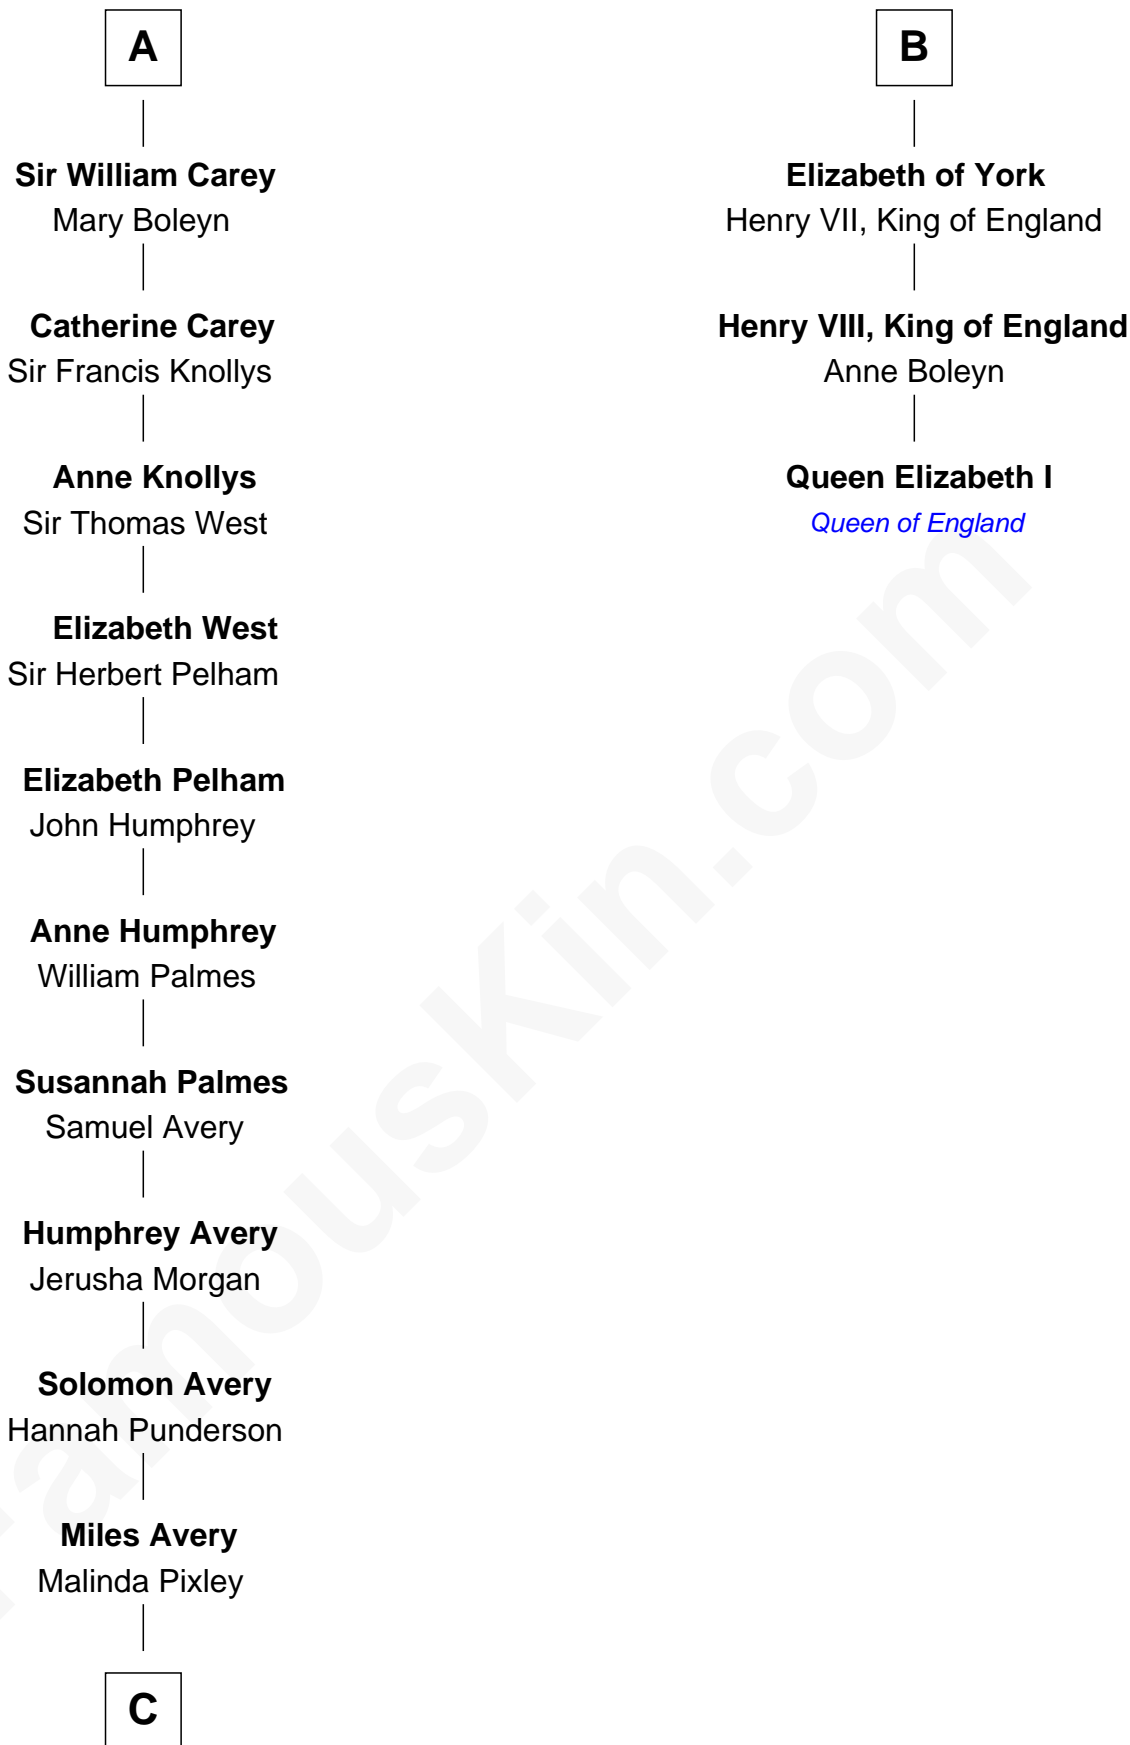 A
Sir William Carey
Mary Boleyn
Catherine Carey
Sir Francis Knollys
Anne Knollys
Sir Thomas West
Elizabeth West
Sir Herbert Pelham
Elizabeth Pelham
John Humphrey
Anne Humphrey
William Palmes
Susannah Palmes
Samuel Avery
Humphrey Avery
Jerusha Morgan
Solomon Avery
Hannah Punderson
Miles Avery
Malinda Pixley
C
B
Elizabeth of York
Henry VII, King of England
Henry VIII, King of England
Anne Boleyn
Queen Elizabeth I
Queen of England
FamousKin.com